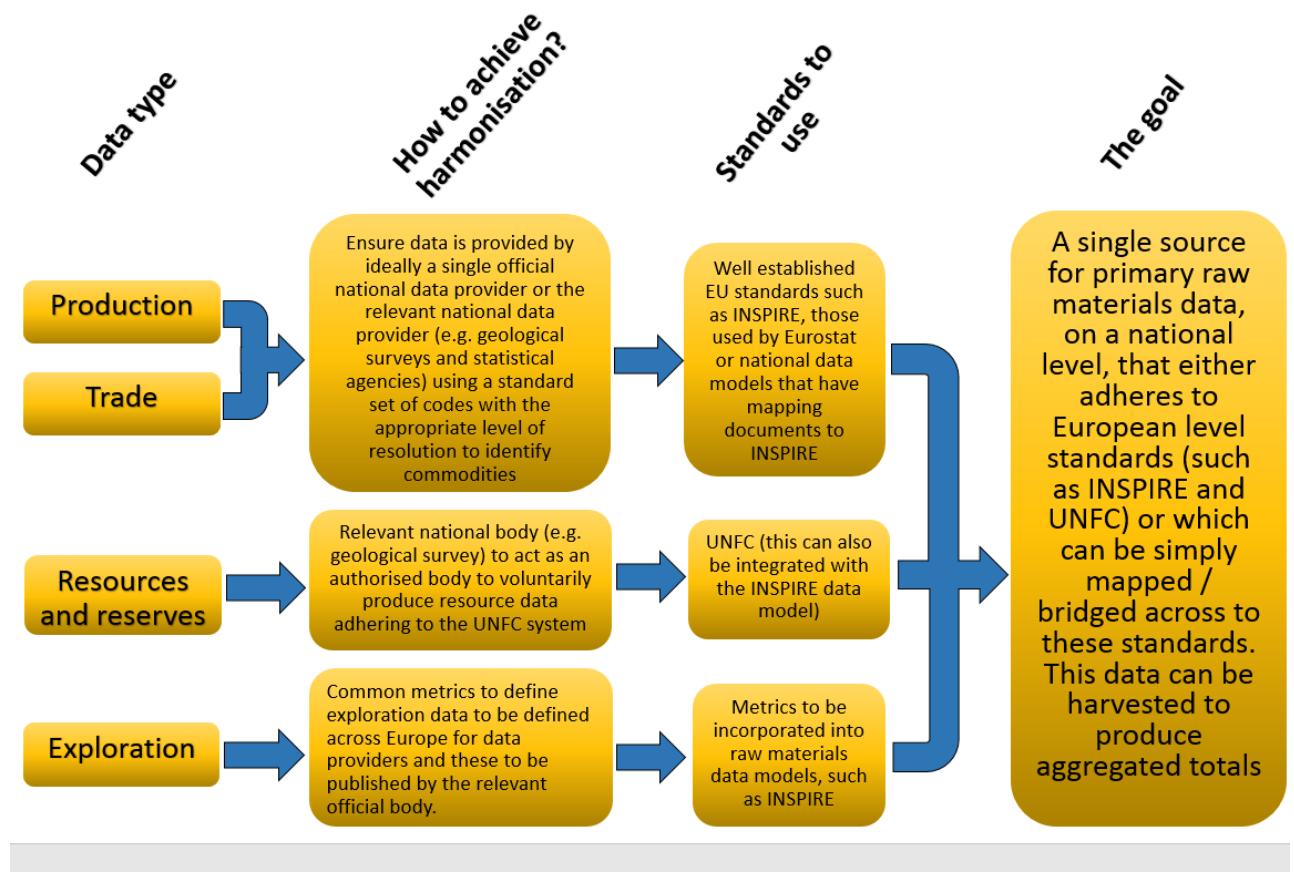 Data type
How to achieve
harmonisation?
Standards to
use
The goal
Production
Trade
Ensure data is provided by
ideally a single official
national data provider or the
relevant national data
provider (e.g. geological
surveys and statistical
agencies) using a standard
set of codes with the
appropriate level of
resolution to identify
commodities
Well established
EU standards such
as INSPIRE, those
used by Eurostat
or national data
models that have
mapping
documents to
INSPIRE
Resources
and reserves
Relevant national body (e.g.
geological survey) to act as an
authorised body to voluntarily
produce resource data
adhering to the UNFC system
UNFC (this can also
be integrated with
the INSPIRE data
model)
Exploration
Common metrics to define
exploration data to be defined
across Europe for data
providers and these to be
published by the relevant
official body.
Metrics to be
incorporated into
raw materials
data models, such
as INSPIRE
A single source
for primary raw
materials data,
on a national
level, that either
adheres to
European level
standards (such
as INSPIRE and
UNFC) or which
can be simply
mapped /
bridged across to
these standards.
This data can be
harvested to
produce
aggregated totals